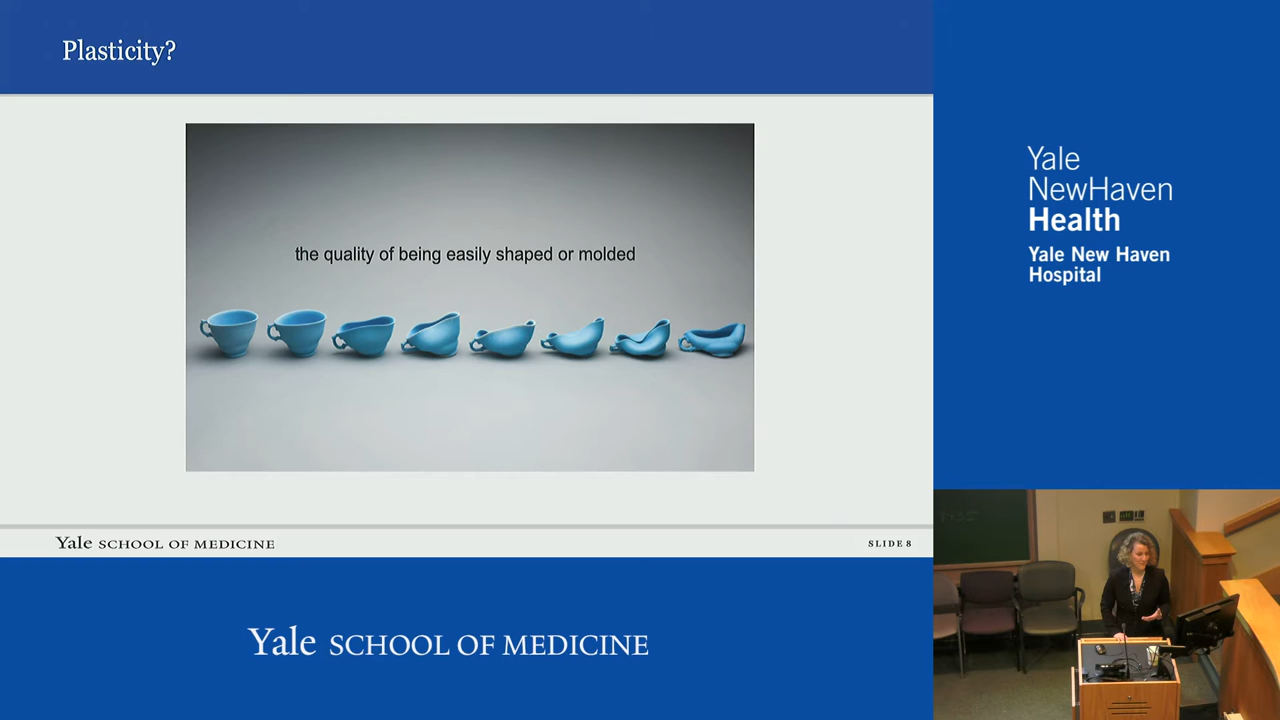 Plasticity?
the quality of being easily shaped or molded
Yale SCHOOL OF MEDICINE
SLIDE 8
Yale SCHOOL OF MEDICINE
Yale
NewHaven
Health
Yale New Haven
Hospital